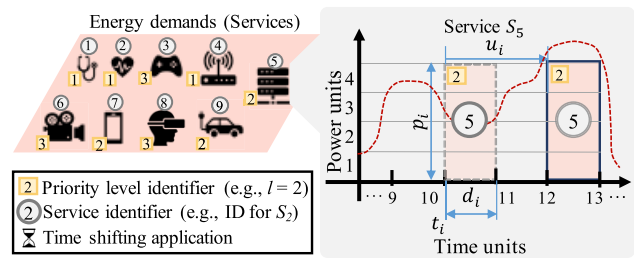 Energy demands (Services)
1 2 3 4 5
1 1 3 1 2
6 7 8 9
3 2 3 2
2 Priority level identifier (e.g., l = 2)
2 Service identifier (e.g., ID for S2)
Time shifting application
Service S5
ui
2 2
Power units
4
3
2
1
pi
5 5
... 9 10 11 12 13 ...
di
ti
Time units